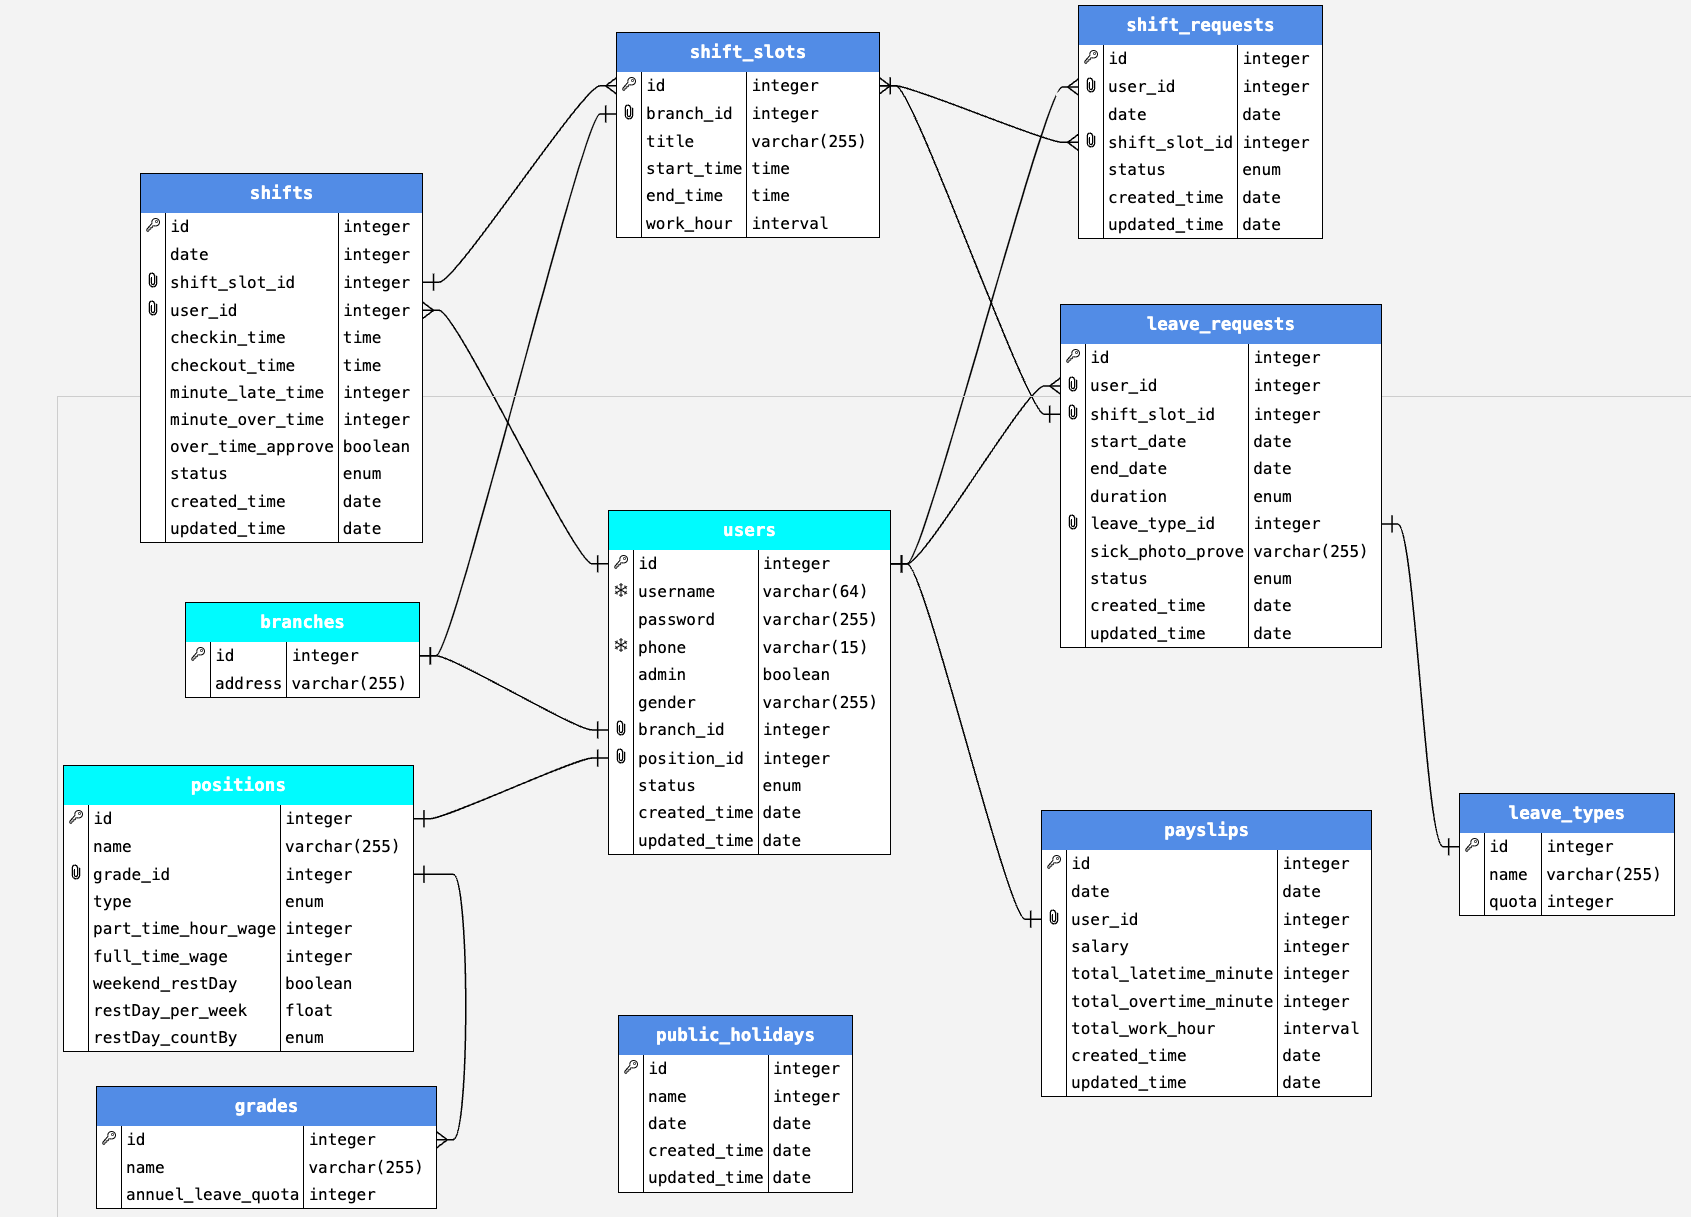 shift_requests
id integer
user_id integer
date date
shift_slot_id integer
status enum
created_time date
updated_time date
shift_slots
id integer
branch_id integer
title varchar(255)
start_time time
end_time time
work_hour interval
shifts
id integer
date integer
shift_slot_id integer
user_id integer
checkin_time time
checkout_time time
minute_late_time integer
minute_over_time integer
over_time_approve boolean
status enum
created_time date
updated_time date
leave_requests
id integer
user_id integer
shift_slot_id integer
start_date date
end_date date
duration enum
leave_type_id integer
sick_photo_prove varchar(255)
status enum
created_time date
updated_time date
users
id integer
username varchar(64)
password varchar(255)
phone varchar(15)
admin boolean
gender varchar(255)
branch_id integer
position_id integer
status enum
created_time date
updated_time date
branches
id integer
address varchar(255)
positions
id integer
name varchar(255)
grade_id integer
type enum
part_time_hour_wage integer
full_time_wage integer
weekend_restDay boolean
restDay_per_week float
restDay_countBy enum
leave_types
id integer
name varchar(255)
quota integer
payslips
id integer
date date
user_id integer
salary integer
total_latetime_minute integer
total_overtime_minute integer
total_work_hour interval
created_time date
updated_time date
public_holidays
id integer
name integer
date date
created_time date
updated_time date
grades
id integer
name varchar(255)
annuel_leave_quota integer